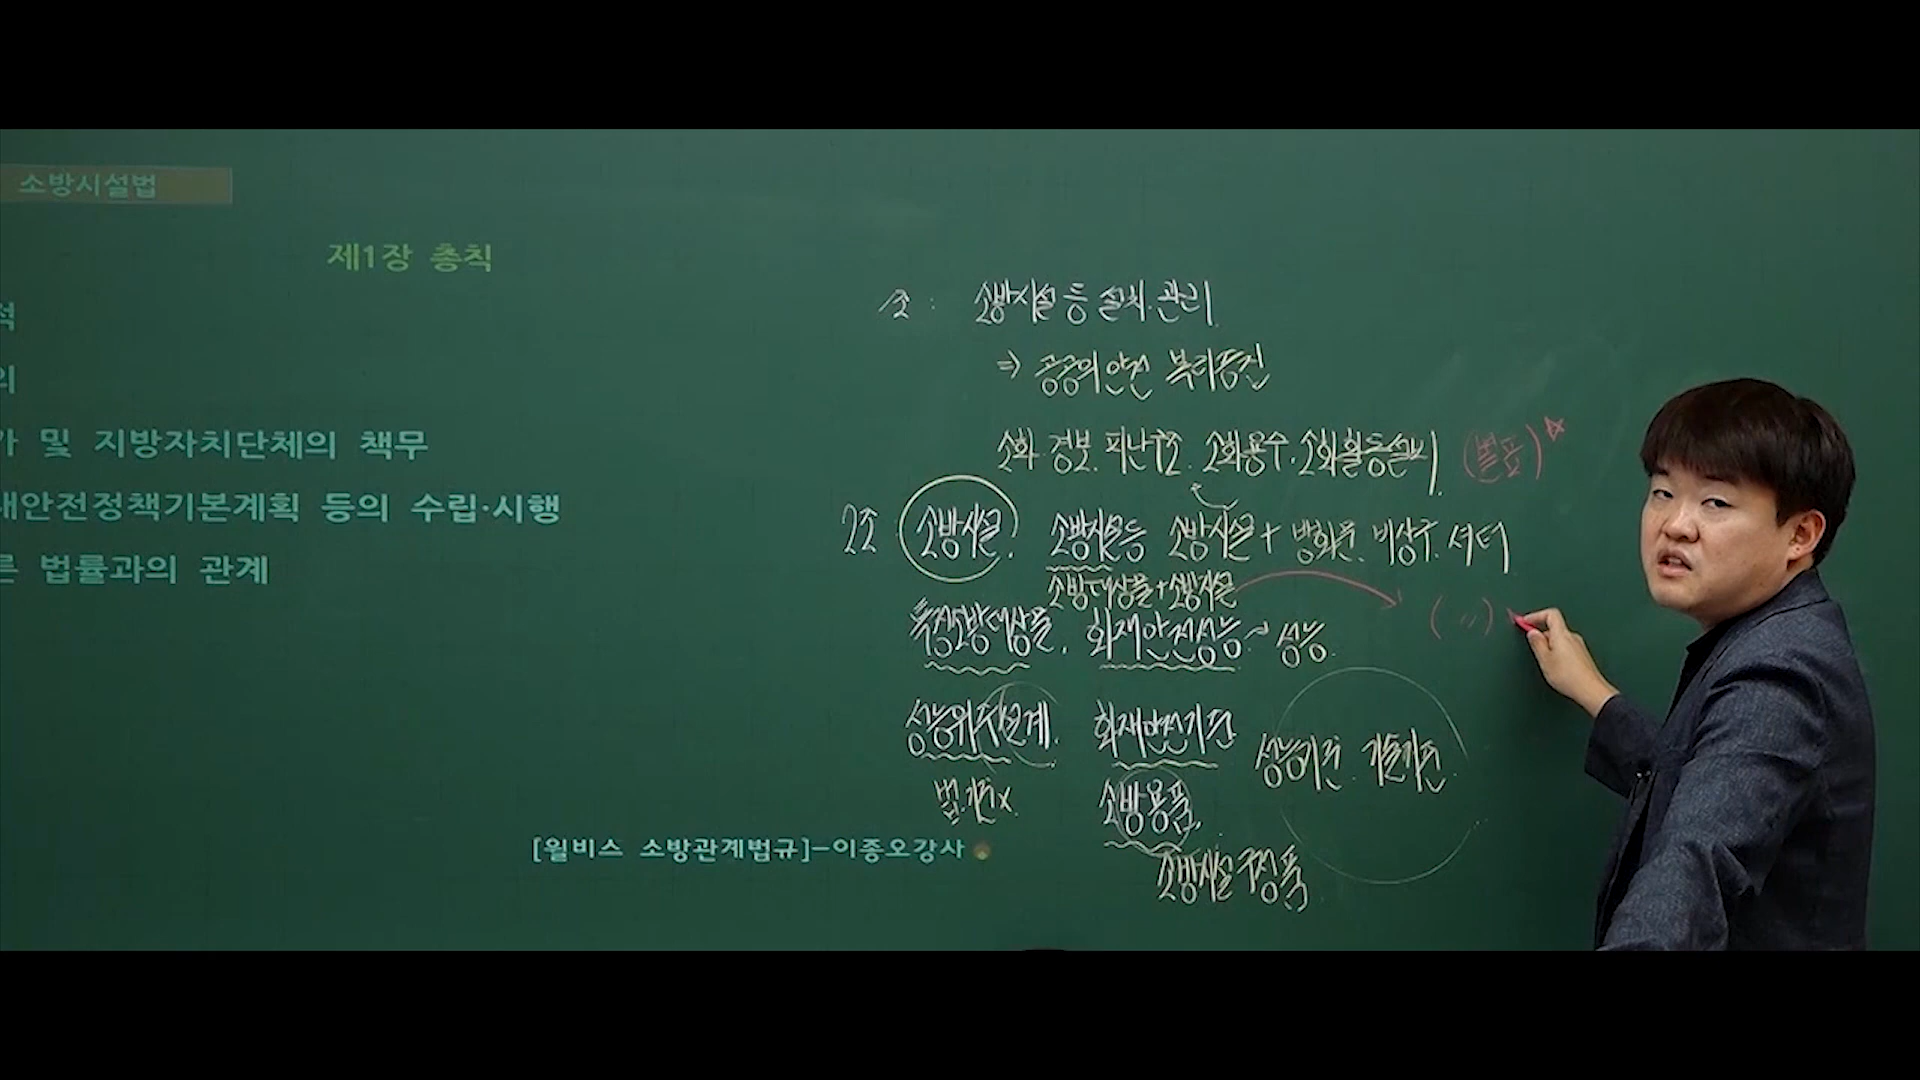 소방시설법
제1장 총칙
적
의
가 및 지방자치단체의 책무
재안전정책기본계획 등의 수립·시행
른 법률과의 관계
1조 : 소방시설 등 설치·관리
⇒ 공공의 안전 복리증진
소화·경보·피난구조·소화용수·소화활동설비 (별표)☆
2조 소방시설, 소방시설등 소방시설 + 방화문, 비상구, 셔터
소방대상물+소방시설
특정소방대상물, 화재안전성능 → 성능 ( 〃 )
성능위주설계, 화재안전기준 성능기준, 기술기준
법·기준x 소방용품,
소방시설 구성품목
[윌비스 소방관계법규]-이종오강사